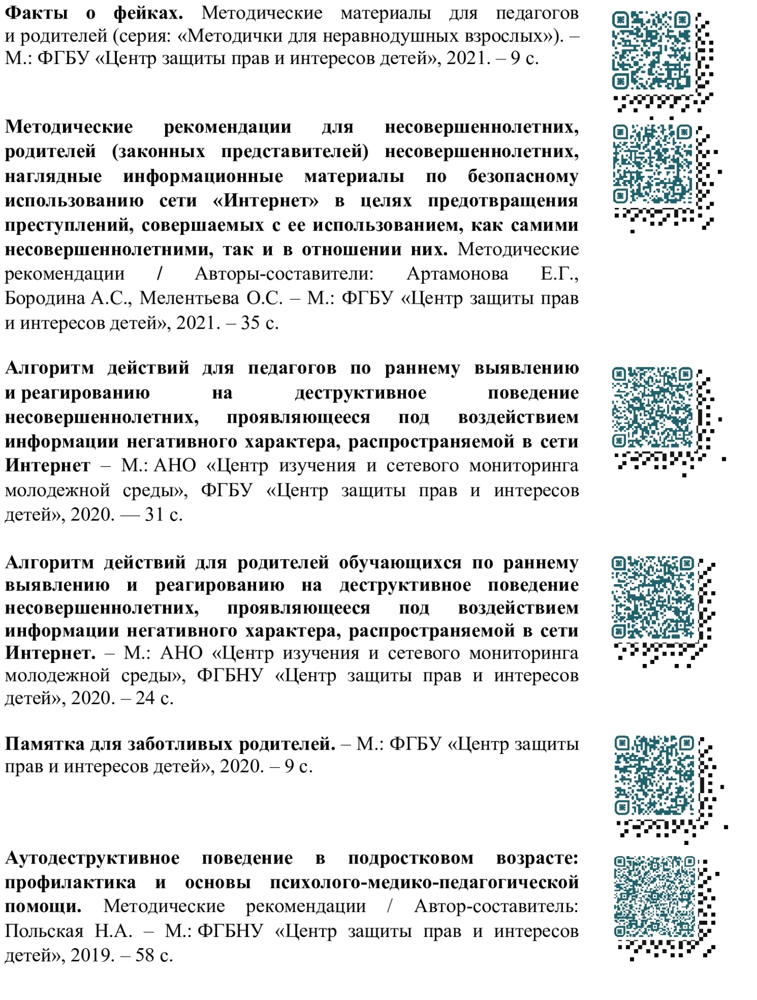 Факты о фейках. Методические материалы для педагогов
и родителей (серия: «Методички для неравнодушных взрослых»). –
М.: ФГБУ «Центр защиты прав и интересов детей», 2021. – 9 с.
Методические рекомендации для несовершеннолетних,
родителей (законных представителей) несовершеннолетних,
наглядные информационные материалы по безопасному
использованию сети «Интернет» в целях предотвращения
преступлений, совершаемых с ее использованием, как самими
несовершеннолетними, так и в отношении них. Методические
рекомендации / Авторы-составители: Артамонова Е.Г.,
Бородина А.С., Мелентьева О.С. – М.: ФГБУ «Центр защиты прав
и интересов детей», 2021. – 35 с.
Алгоритм действий для педагогов по раннему выявлению
и реагированию на деструктивное поведение
несовершеннолетних, проявляющееся под воздействием
информации негативного характера, распространяемой в сети
Интернет – М.: АНО «Центр изучения и сетевого мониторинга
молодежной среды», ФГБУ «Центр защиты прав и интересов
детей», 2020. — 31 с.
Алгоритм действий для родителей обучающихся по раннему
выявлению и реагированию на деструктивное поведение
несовершеннолетних, проявляющееся под воздействием
информации негативного характера, распространяемой в сети
Интернет. – М.: АНО «Центр изучения и сетевого мониторинга
молодежной среды», ФГБНУ «Центр защиты прав и интересов
детей», 2020. – 24 с.
Памятка для заботливых родителей. – М.: ФГБУ «Центр защиты
прав и интересов детей», 2020. – 9 с.
Аутодеструктивное поведение в подростковом возрасте:
профилактика и основы психолого-медико-педагогической
помощи. Методические рекомендации / Автор-составитель:
Польская Н.А. – М.: ФГБНУ «Центр защиты прав и интересов
детей», 2019. – 58 с.